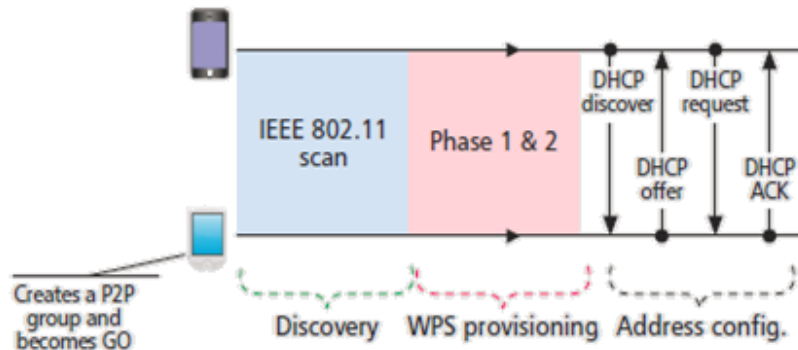 IEEE 802.11
scan
Phase 1 & 2
DHCP
discover
DHCP
offer
DHCP
request
DHCP
ACK
Creates a P2P
group and
becomes GO
Discovery
WPS provisioning
Address config.